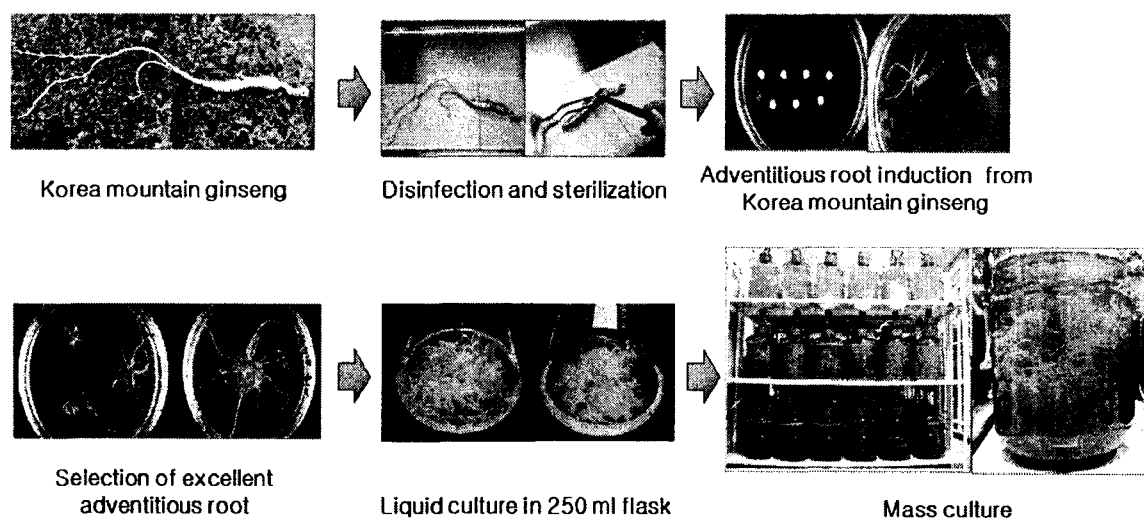 Korea mountain ginseng
Disinfection and sterilization
Adventitious root induction from
Korea mountain ginseng
Selection of excellent
adventitious root
Liquid culture in 250 ml flask
Mass culture